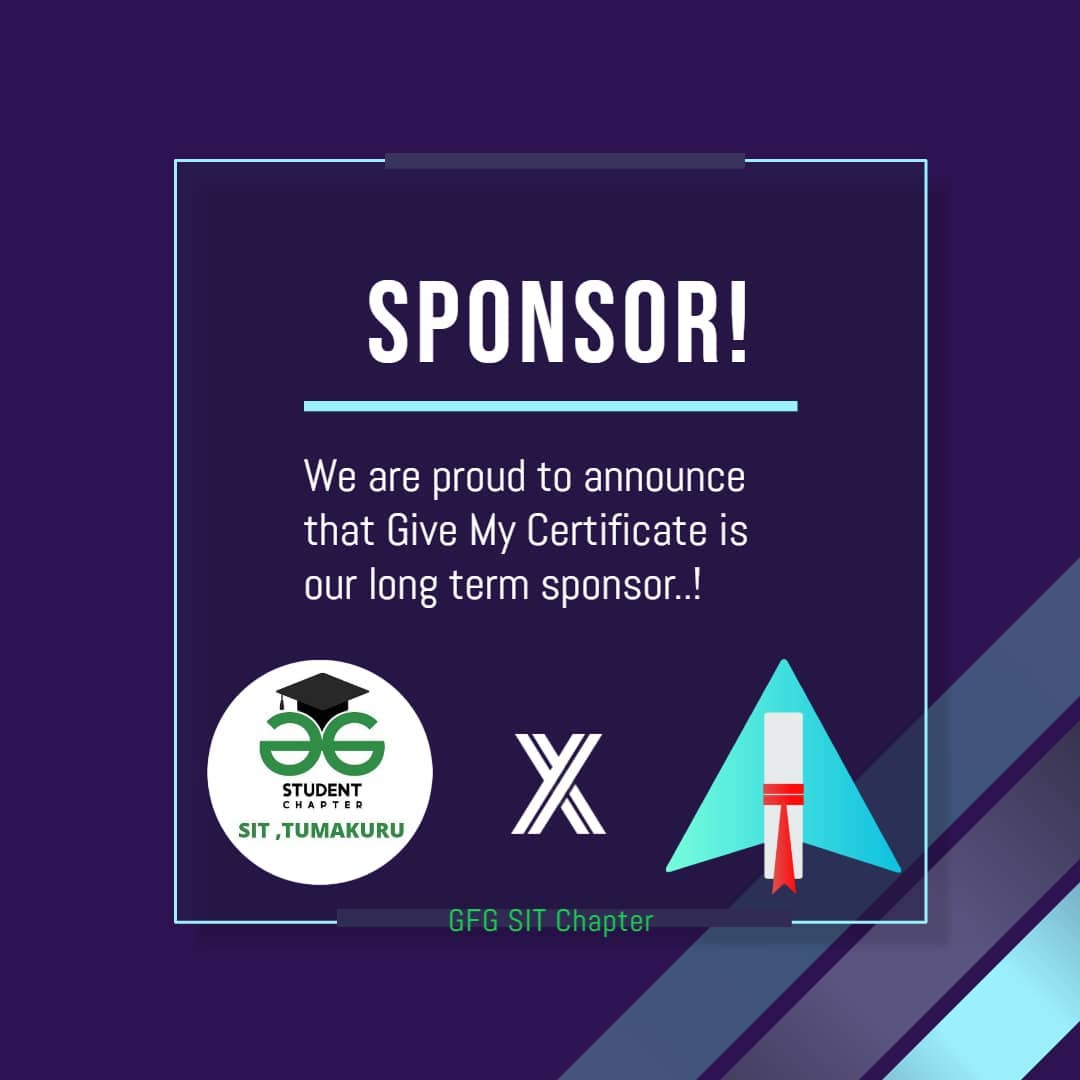 SPONSOR!
We are proud to announce
that Give My Certificate is
our long term sponsor..!
STUDENT
CHAPTER
SIT ,TUMAKURU
X
GFG SIT Chapter